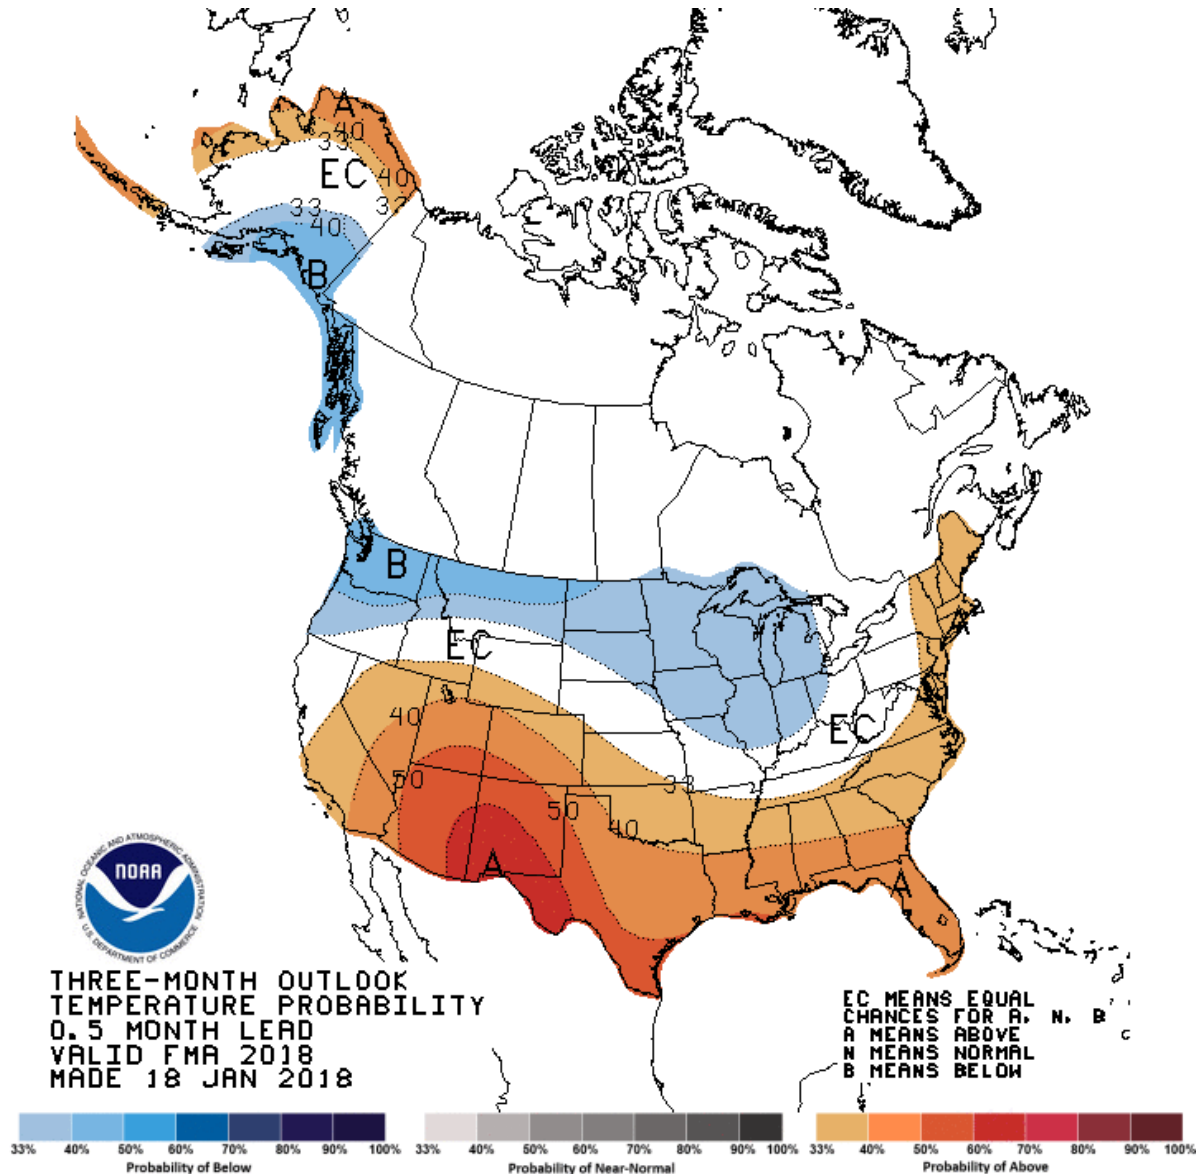 A
40
33
EC
40
33
33
40
B
B
EC
A
40
EC
50
33
50
40
A
A
NATIONAL OCEANIC AND ATMOSPHERIC ADMINISTRATION
NOAA
U.S. DEPARTMENT OF COMMERCE
THREE-MONTH OUTLOOK
TEMPERATURE PROBABILITY
0.5 MONTH LEAD
VALID FMA 2018
MADE 18 JAN 2018
EC MEANS EQUAL
CHANCES FOR A, N, B
A MEANS ABOVE
N MEANS NORMAL
B MEANS BELOW
C
33% 40% 50% 60% 70% 80% 90% 100%
Probability of Below
33% 40% 50% 60% 70% 80% 90% 100%
Probability of Near-Normal
33% 40% 50% 60% 70% 80% 90% 100%
Probability of Above